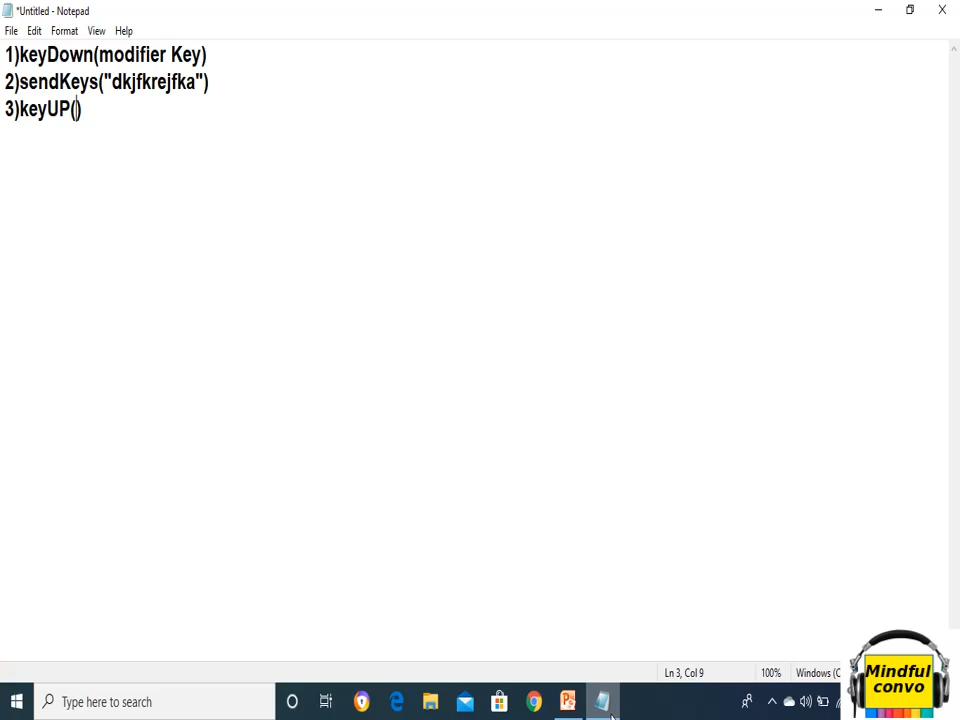 *Untitled - Notepad
File Edit Format View Help
1)keyDown(modifier Key)
2)sendKeys("dkjfkrejfka")
3)keyUP()
Ln 3, Col 9 100% Windows (C
Type here to search
Mindful
convo